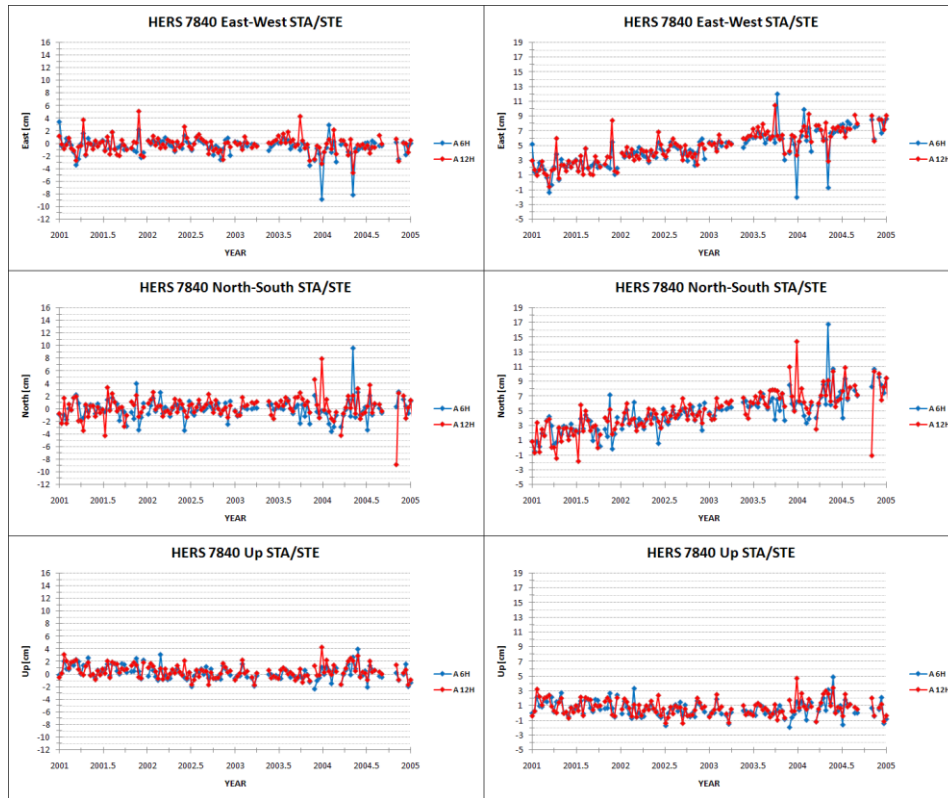 HERS 7840 East-West STA/STE
East [cm]
16
14
12
10
8
6
4
2
0
-2
-4
-6
-8
-10
-12
2001 2001.5 2002 2002.5 2003 2003.5 2004 2004.5 2005
YEAR
A 6H
A 12H
HERS 7840 East-West STA/STE
East [cm]
19
17
15
13
11
9
7
5
3
1
-1
-3
-5
2001 2001.5 2002 2002.5 2003 2003.5 2004 2004.5 2005
YEAR
A 6H
A 12H
HERS 7840 North-South STA/STE
North [cm]
16
14
12
10
8
6
4
2
0
-2
-4
-6
-8
-10
-12
2001 2001.5 2002 2002.5 2003 2003.5 2004 2004.5 2005
YEAR
A 6H
A 12H
HERS 7840 North-South STA/STE
North [cm]
19
17
15
13
11
9
7
5
3
1
-1
-3
-5
2001 2001.5 2002 2002.5 2003 2003.5 2004 2004.5 2005
YEAR
A 6H
A 12H
HERS 7840 Up STA/STE
Up [cm]
16
14
12
10
8
6
4
2
0
-2
-4
-6
-8
-10
-12
2001 2001.5 2002 2002.5 2003 2003.5 2004 2004.5 2005
YEAR
A 6H
A 12H
HERS 7840 Up STA/STE
Up [cm]
19
17
15
13
11
9
7
5
3
1
-1
-3
-5
2001 2001.5 2002 2002.5 2003 2003.5 2004 2004.5 2005
YEAR
A 6H
A 12H